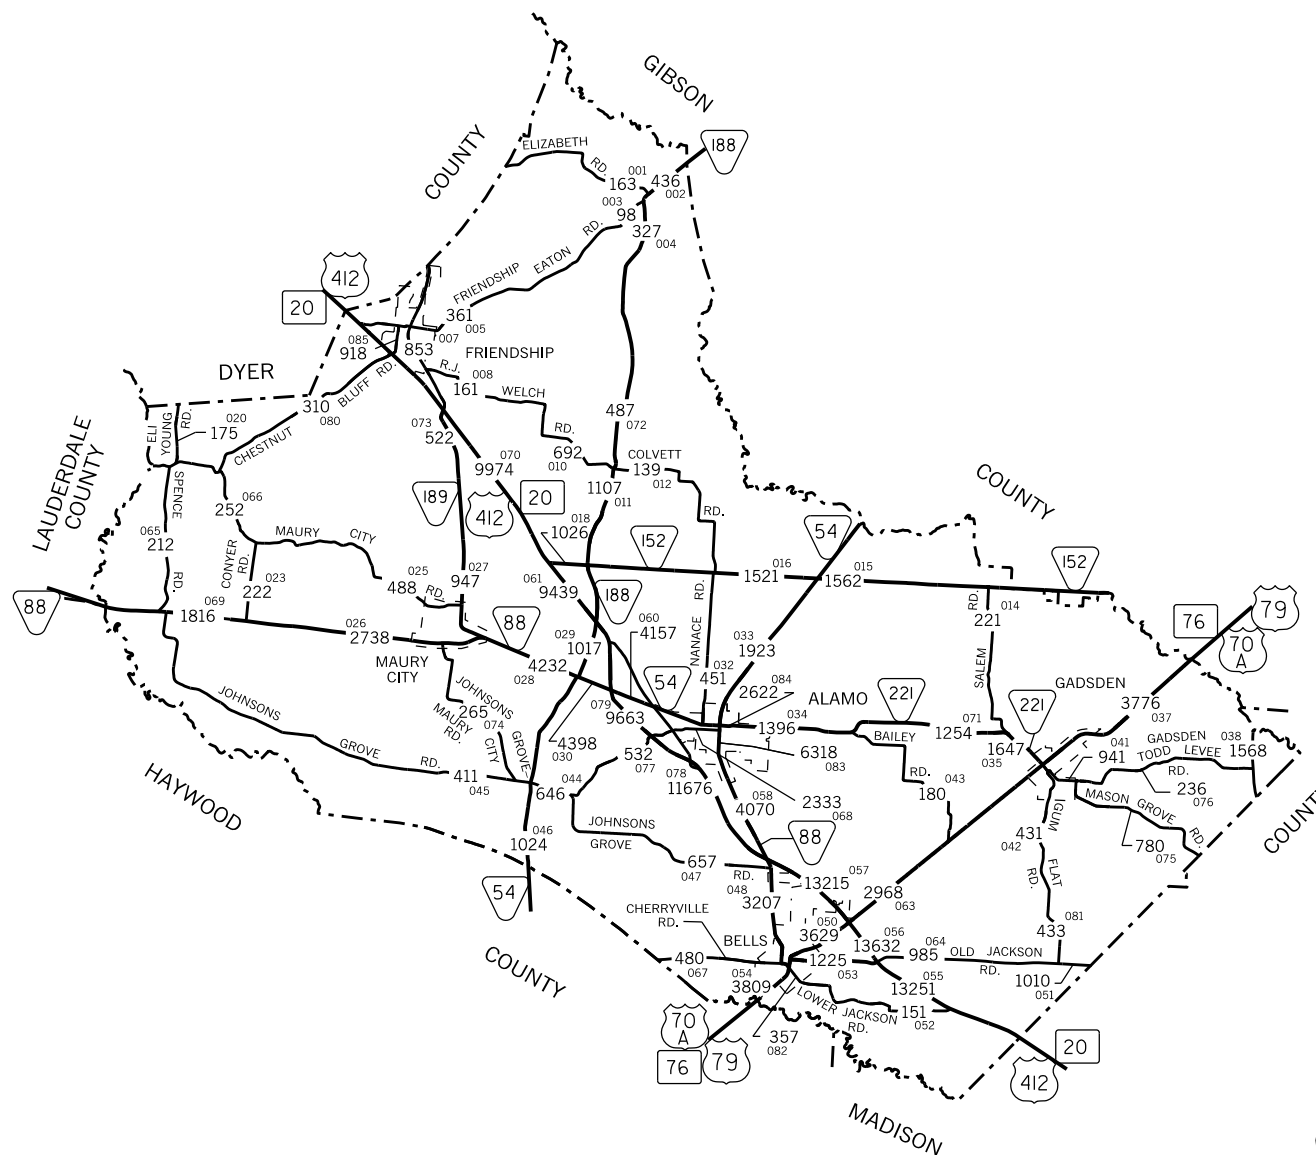 GIBSON
COUNTY
188
ELIZABETH
RD.
001
163
436
002
003
98
327
004
RD.
EATON
FRIENDSHIP
412
20
361
005
007
085
918
853
FRIENDSHIP
R.J.
008
161
WELCH
RD.
DYER
BLUFF RD.
310
080
CHESTNUT
ELI
YOUNG
RD.
020
175
487
072
073
522
692
010
COLVETT
139
012
RD.
070
9974
20
412
1107
011
LAUDERDALE
COUNTY
SPENCE
RD.
066
252
065
212
MAURY CITY
RD.
189
018
1026
152
54
COUNTY
152
CONYER
RD.
023
222
025
488
027
947
061
9439
188
1521
016
1562
015
RD.
014
221
SALEM
76
79
70
A
88
069
1816
026
2738
88
MAURY
CITY
4232
028
029
1017
060
4157
NANACE RD.
033
1923
032
451
54
2622
084
ALAMO
221
221
GADSDEN
3776
037
JOHNSONS
GROVE
RD.
JOHNSONS
GROVE
265
074
MAURY
CITY
RD.
079
9663
4398
030
1396
034
BAILEY
RD.
1254
071
1647
035
6318
083
532
077
078
11676
2333
068
058
4070
043
180
041
941
GADSDEN
TODD LEVEE
RD.
038
1568
236
076
MASON GROVE RD.
780
075
HAYWOOD
411
045
646
044
046
1024
54
JOHNSONS
GROVE
657
047
RD.
88
431
042
IGUM
FLAT
RD.
COUNTY
048
3207
13215
057
2968
063
CHERRYVILLE
RD.
BELLS
050
3629
056
13632
081
433
COUNTY
480
067
054
3809
1225
053
064
985
OLD JACKSON
RD.
1010
051
055
13251
LOWER JACKSON
RD.
151
052
357
082
70
A
76
79
20
412
MADISON